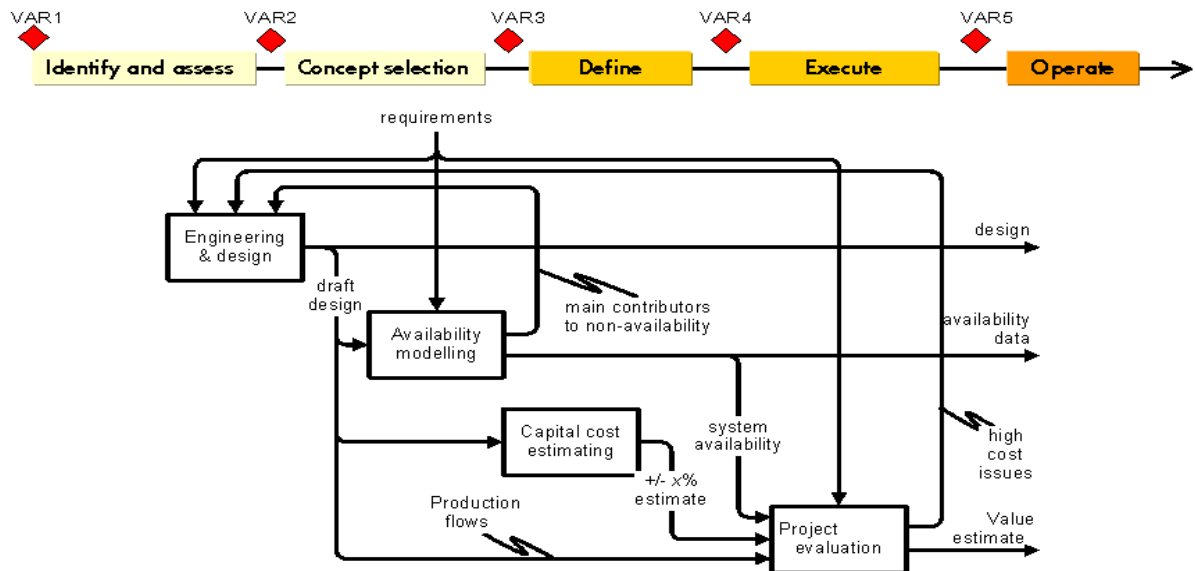 VAR1
VAR2
VAR3
VAR4
VAR5
Identify and assess
Concept selection
Define
Execute
Operate
requirements
Engineering
& design
design
draft
design
main contributors
to non-availability
Availability
modelling
availability
data
Capital cost
estimating
system
availability
high
cost
issues
+/- x%
estimate
Production
flows
Project
evaluation
Value
estimate